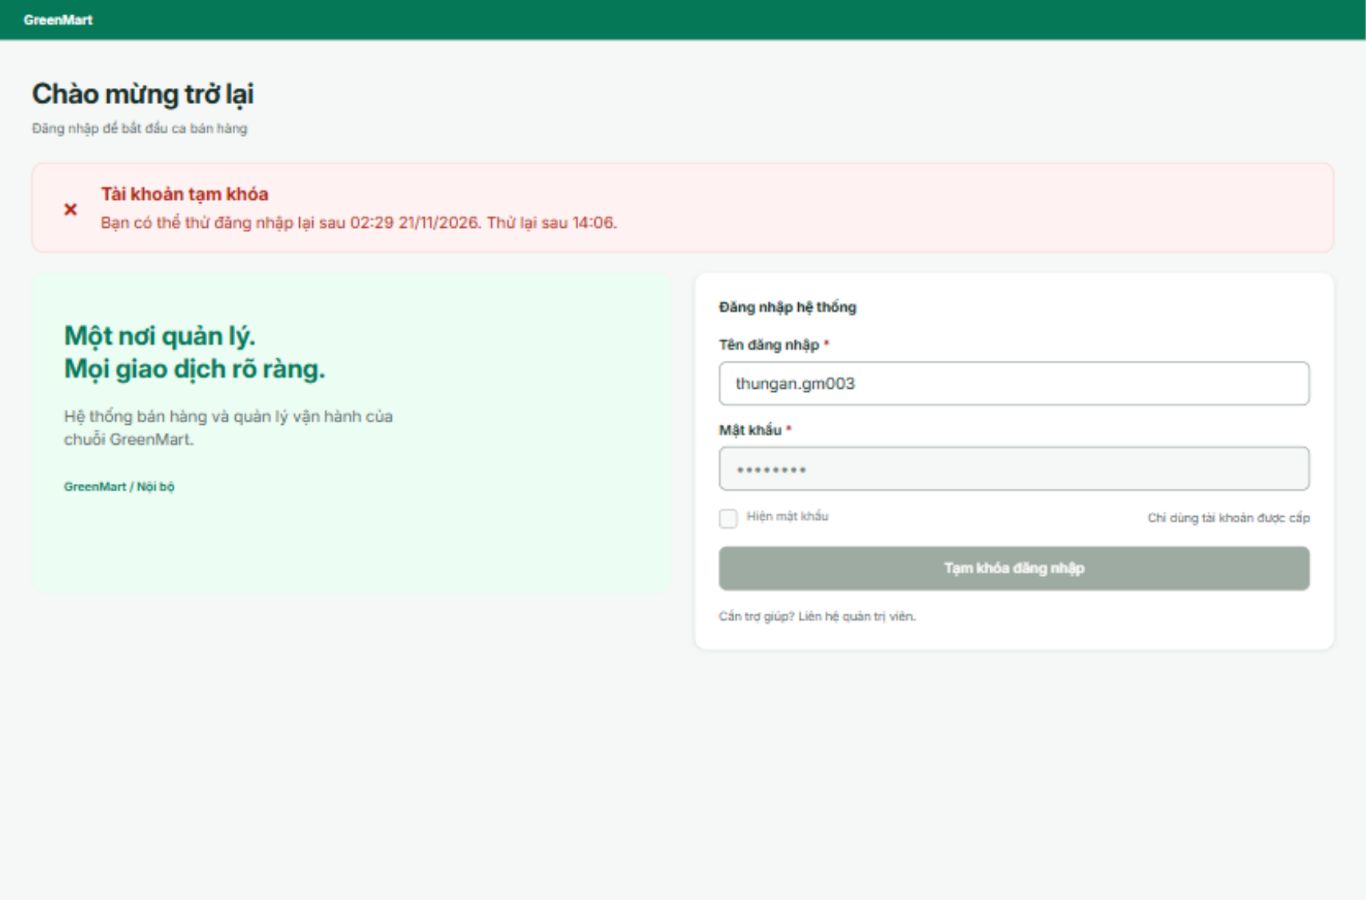 GreenMart
Chào mừng trở lại
Đăng nhập để bắt đầu ca bán hàng
Tài khoản tạm khóa
Bạn có thể thử đăng nhập lại sau 02:29 21/11/2026. Thử lại sau 14:06.
Một nơi quản lý.
Mọi giao dịch rõ ràng.
Hệ thống bán hàng và quản lý vận hành của
chuỗi GreenMart.
GreenMart / Nội bộ
Đăng nhập hệ thống
Tên đăng nhập *
thungan.gm003
Mật khẩu *
••••••••
Hiện mật khẩu
Chỉ dùng tài khoản được cấp
Tạm khóa đăng nhập
Cần trợ giúp? Liên hệ quản trị viên.